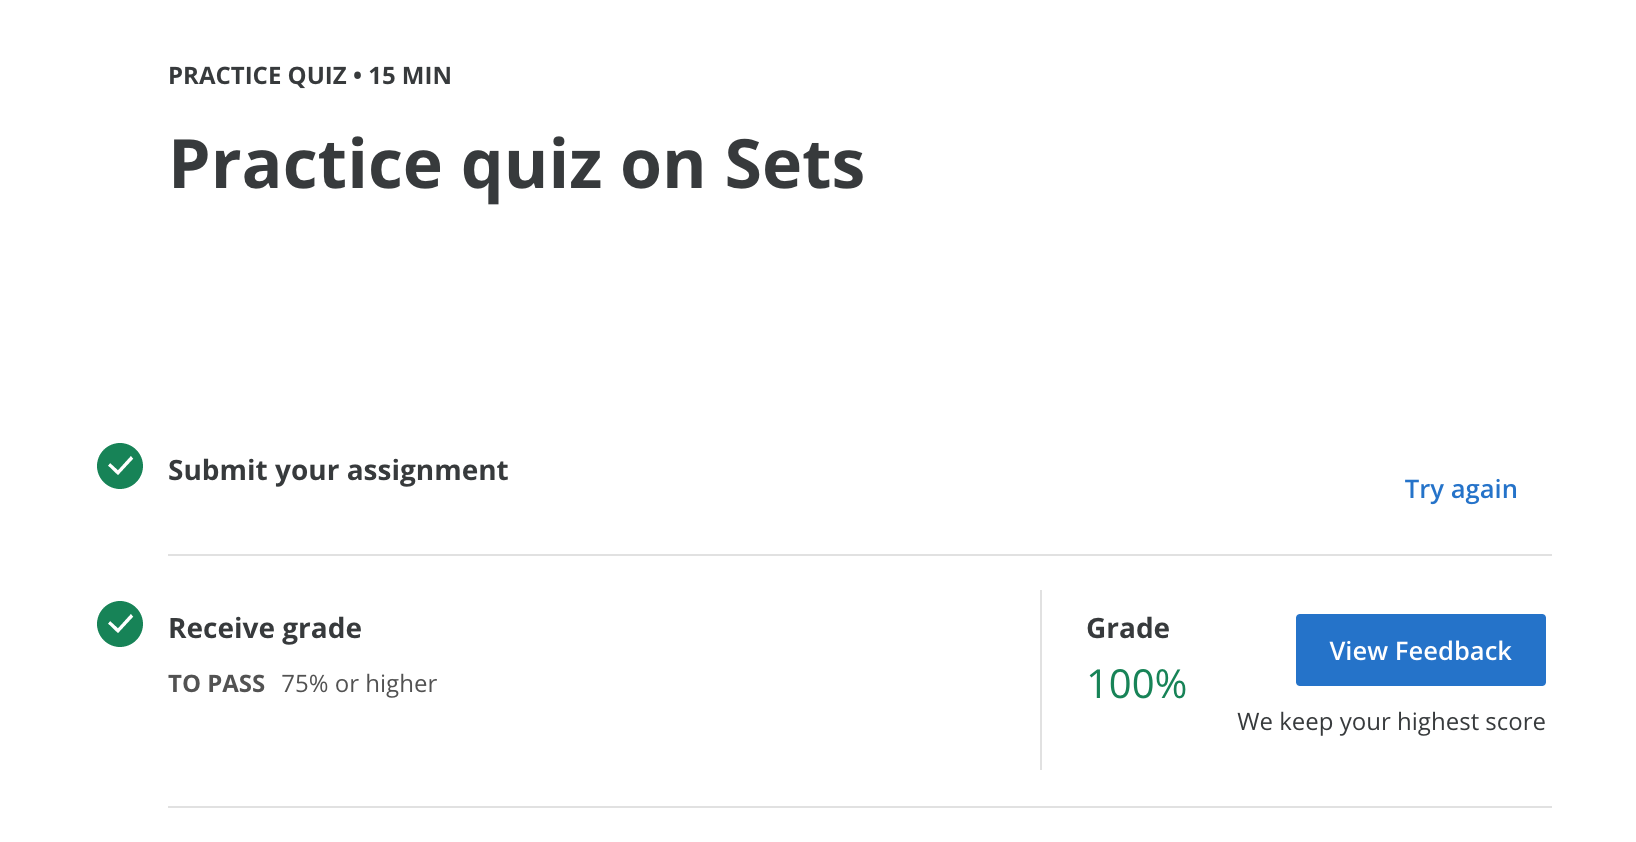 PRACTICE QUIZ • 15 MIN
Practice quiz on Sets
Submit your assignment
Try again
Receive grade
TO PASS 75% or higher
Grade
100%
View Feedback
We keep your highest score